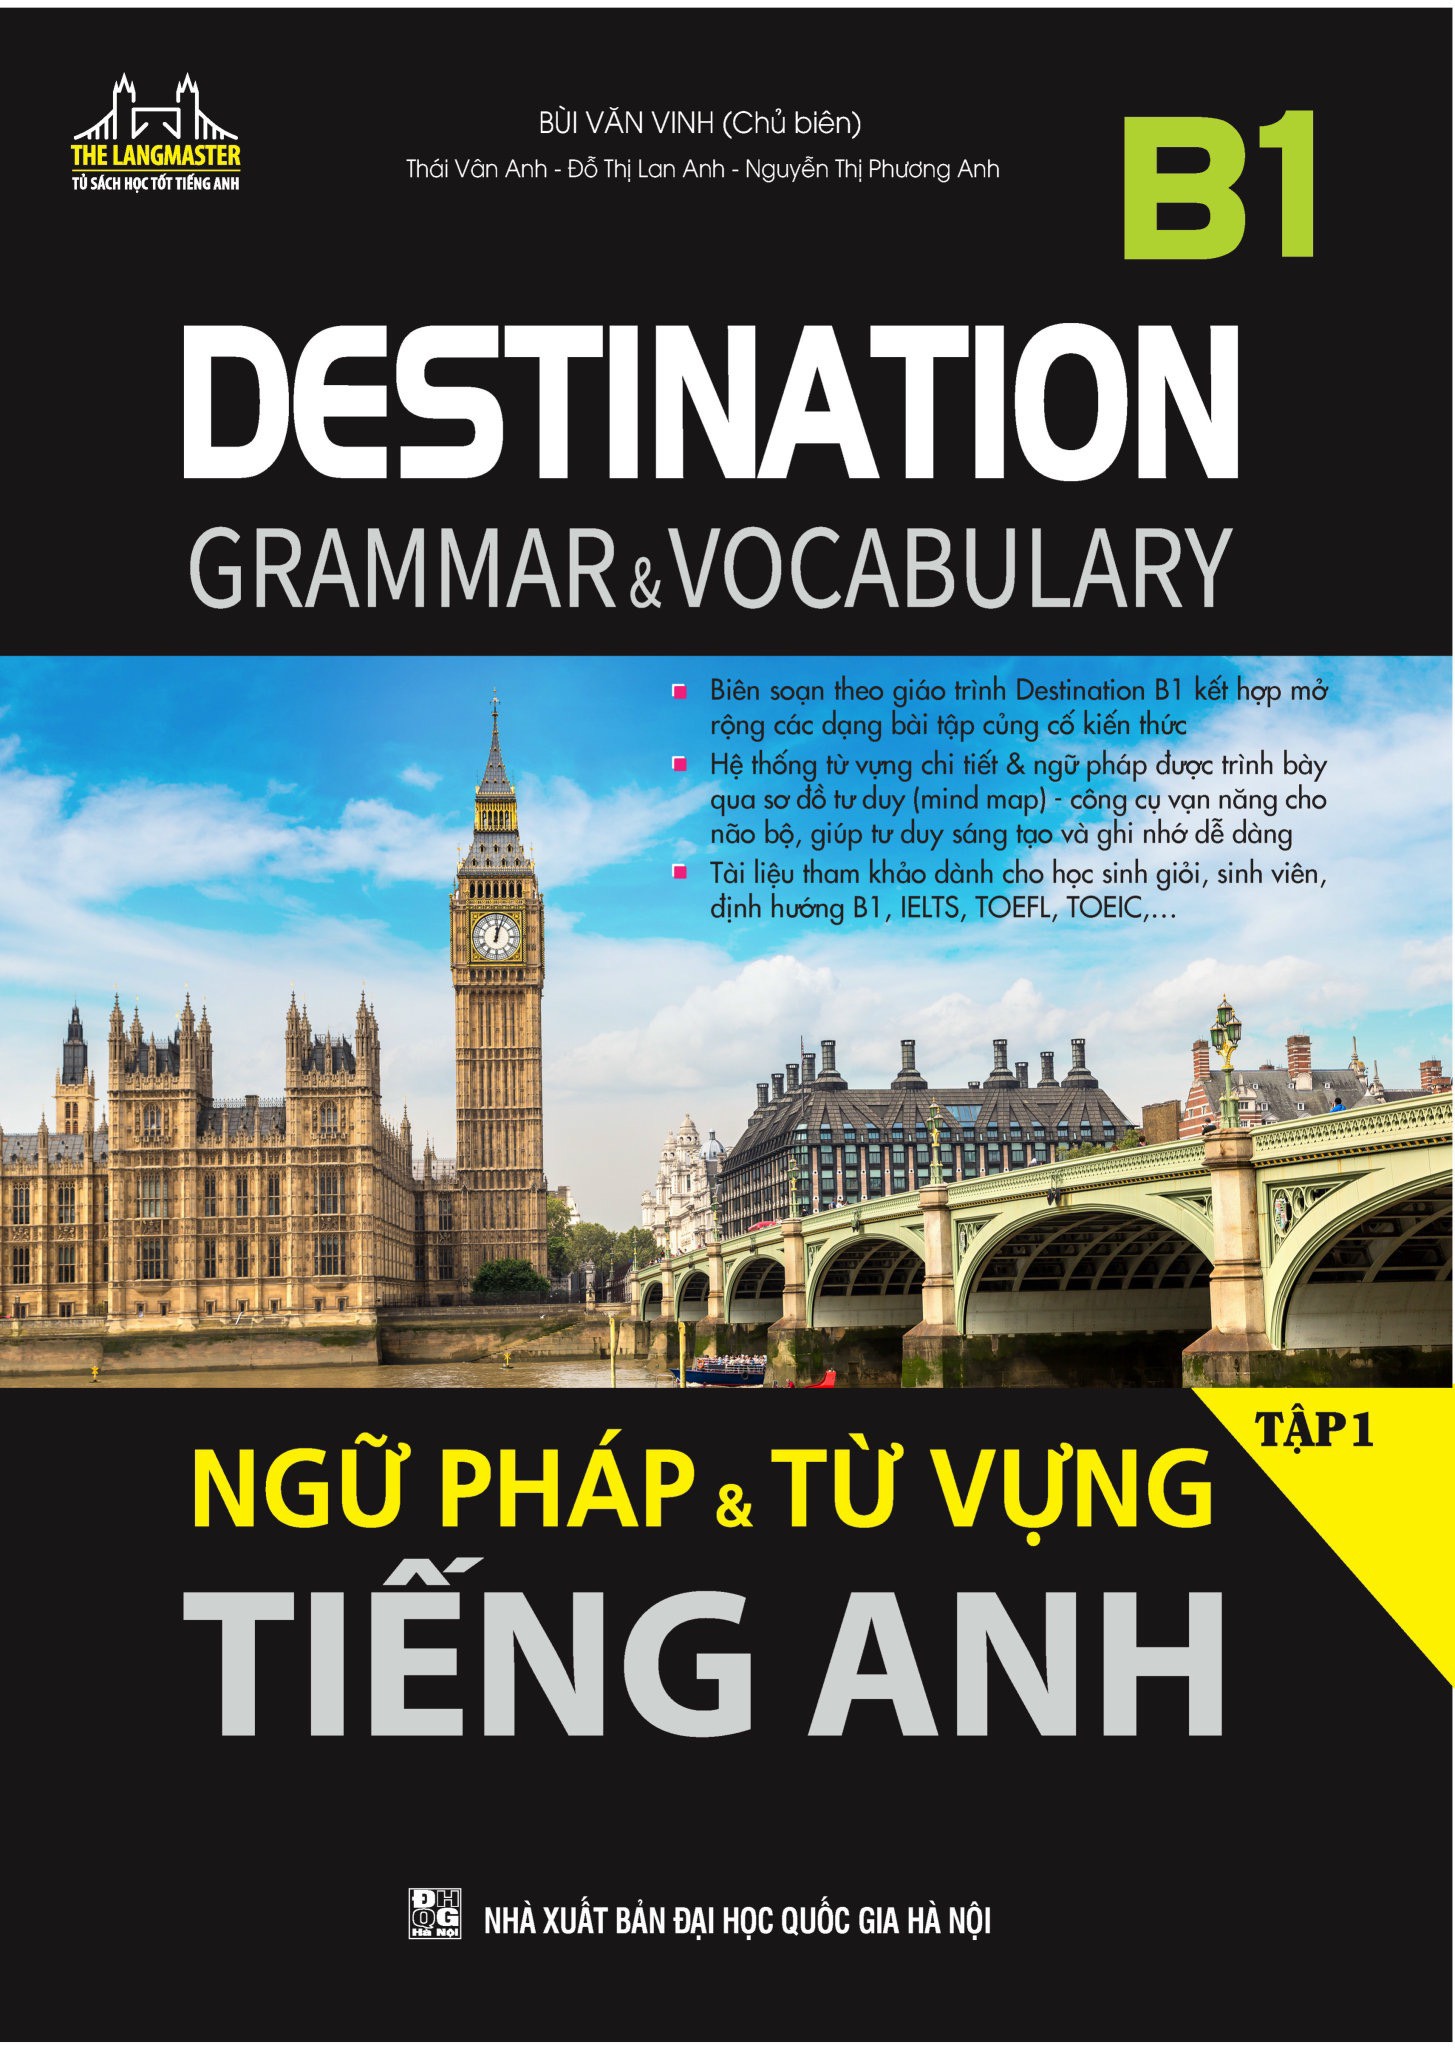 THE LANGMASTER
TỦ SÁCH HỌC TỐT TIẾNG ANH
BÙI VĂN VINH (Chủ biên)
Thái Vân Anh - Đỗ Thị Lan Anh - Nguyễn Thị Phương Anh
B1
DESTINATION
GRAMMAR & VOCABULARY
Biên soạn theo giáo trình Destination B1 kết hợp mở
rộng các dạng bài tập củng cố kiến thức
Hệ thống từ vựng chi tiết & ngữ pháp được trình bày
qua sơ đồ tư duy (mind map) - công cụ vạn năng cho
não bộ, giúp tư duy sáng tạo và ghi nhớ dễ dàng
Tài liệu tham khảo dành cho học sinh giỏi, sinh viên,
định hướng B1, IELTS, TOEFL, TOEIC,...
TẬP 1
NGỮ PHÁP & TỪ VỰNG
TIẾNG ANH
ĐH
QG
Hà Nội
NHÀ XUẤT BẢN ĐẠI HỌC QUỐC GIA HÀ NỘI